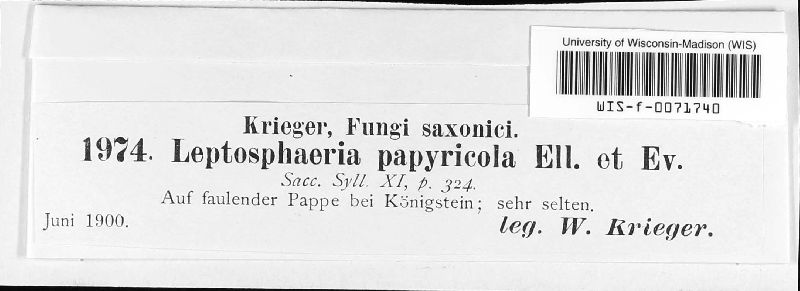 University of Wisconsin-Madison (WIS)
WIS-f-0071740
Krieger, Fungi saxonici.
1974. Leptosphaeria papyricola Ell. et Ev.
Sacc. Syll. XI, p. 324.
Auf faulender Pappe bei Königstein; sehr selten.
Juni 1900.
leg. W. Krieger.